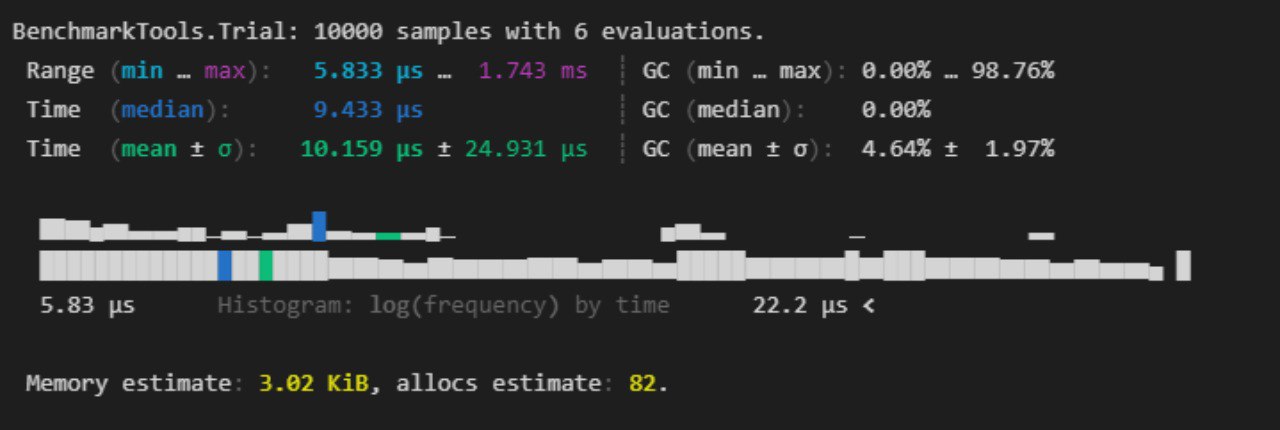 BenchmarkTools.Trial: 10000 samples with 6 evaluations.
Range (min … max): 5.833 μs … 1.743 ms ┊ GC (min … max): 0.00% … 98.76%
Time (median): 9.433 μs ┊ GC (median): 0.00%
Time (mean ± σ): 10.159 μs ± 24.931 μs ┊ GC (mean ± σ): 4.64% ± 1.97%
5.83 μs Histogram: log(frequency) by time 22.2 μs <
Memory estimate: 3.02 KiB, allocs estimate: 82.